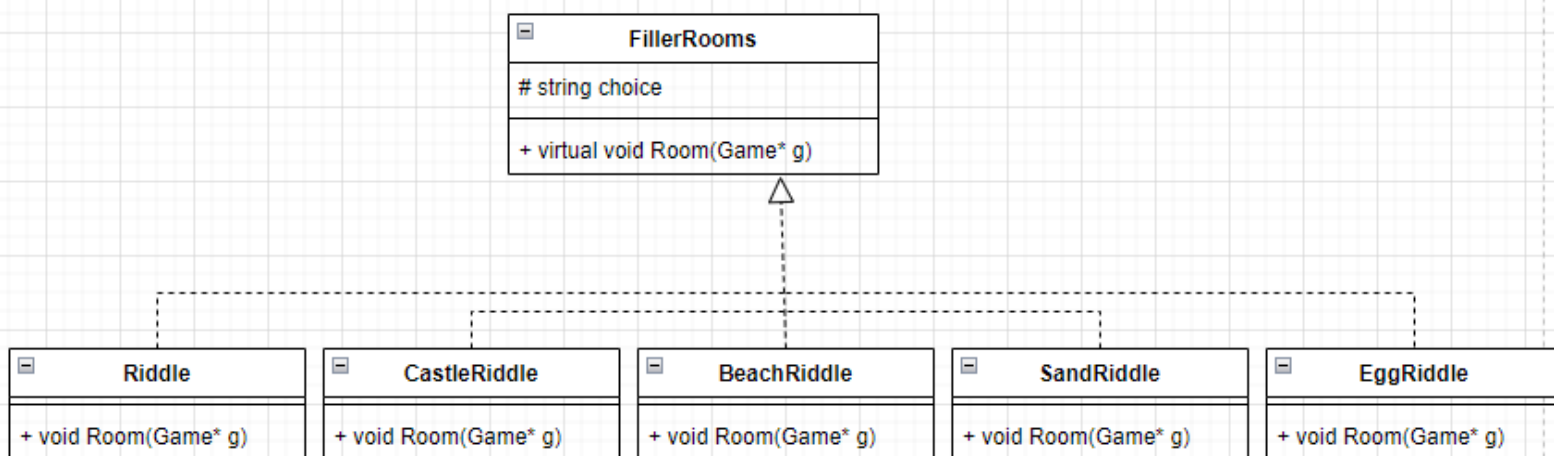 FillerRooms
# string choice
+ virtual void Room(Game* g)
Riddle
+ void Room(Game* g)
CastleRiddle
+ void Room(Game* g)
BeachRiddle
+ void Room(Game* g)
SandRiddle
+ void Room(Game* g)
EggRiddle
+ void Room(Game* g)